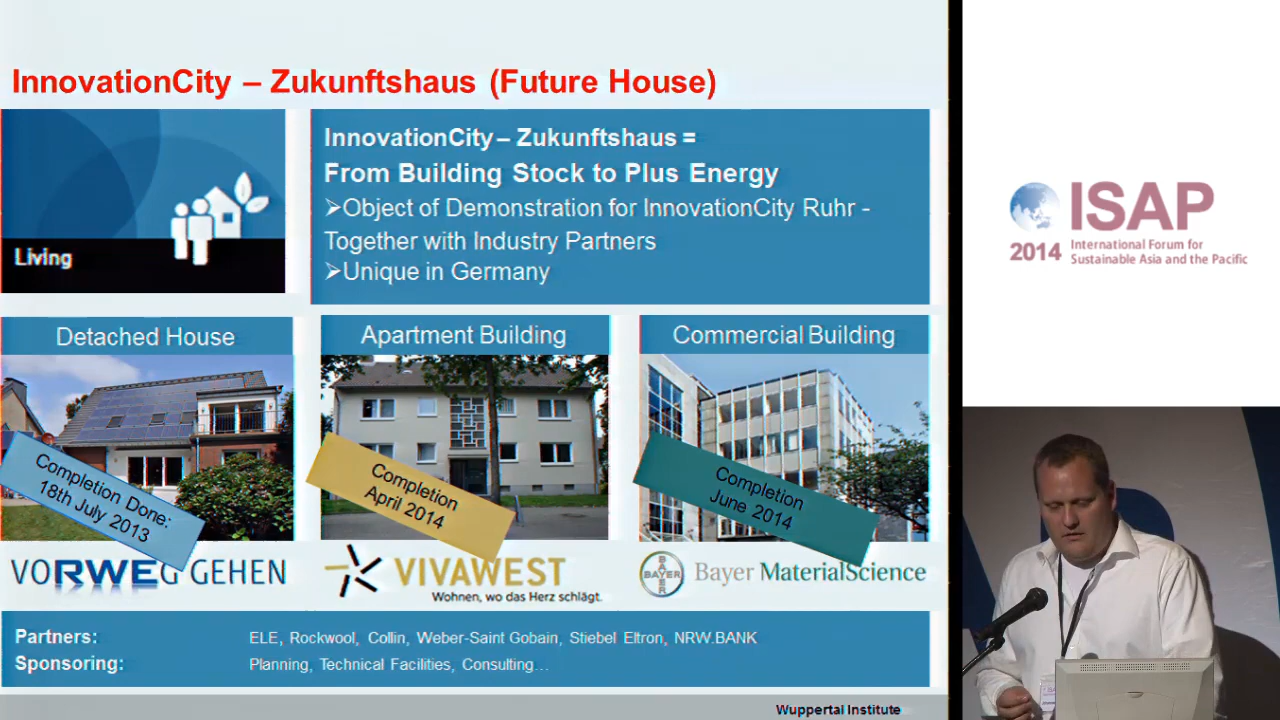 InnovationCity – Zukunftshaus (Future House)
Living
InnovationCity – Zukunftshaus =
From Building Stock to Plus Energy
➢Object of Demonstration for InnovationCity Ruhr -
Together with Industry Partners
➢Unique in Germany
Detached House
Apartment Building
Commercial Building
Completion Done:
18th July 2013
Completion
April 2014
Completion
June 2014
VORWEG GEHEN
VIVAWEST
Wohnen, wo das Herz schlägt.
BAYER
BAYER
Bayer MaterialScience
Partners: ELE, Rockwool, Collin, Weber-Saint Gobain, Stiebel Eltron, NRW.BANK
Sponsoring: Planning, Technical Facilities, Consulting…
Wuppertal Institute
ISAP
2014 International Forum for
Sustainable Asia and the Pacific